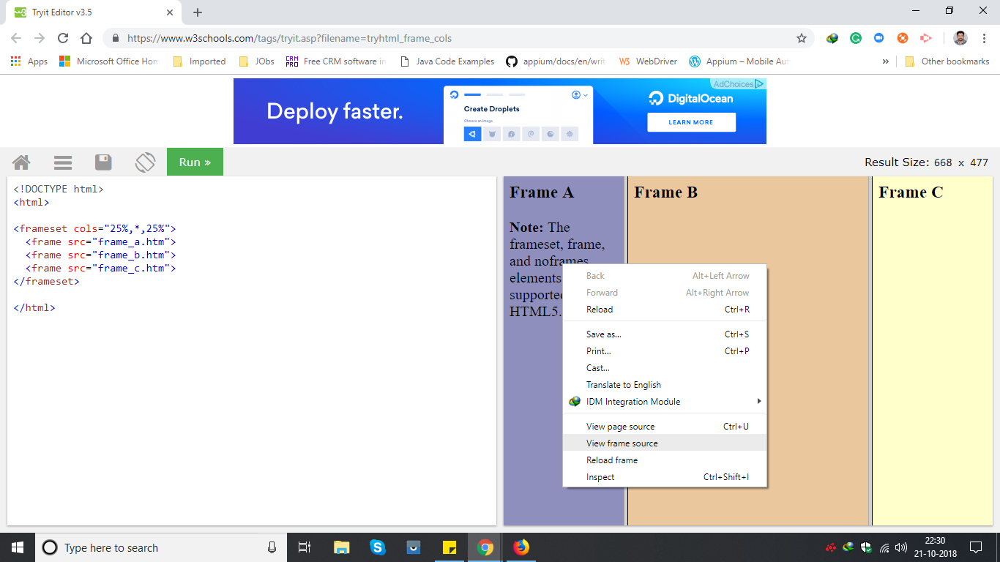 Tryit Editor v3.5
https://www.w3schools.com/tags/tryit.asp?filename=tryhtml_frame_cols
Apps Microsoft Office Hom Imported JObs CRM PRO Free CRM software in Java Code Examples appium/docs/en/writ W3 WebDriver Appium – Mobile Aut » Other bookmarks
AdChoices
Deploy faster.
Create Droplets
Choose an image
DigitalOcean
LEARN MORE
Run »
Result Size: 668 x 477
<!DOCTYPE html>
<html>
<frameset cols="25%,*,25%">
<frame src="frame_a.htm">
<frame src="frame_b.htm">
<frame src="frame_c.htm">
</frameset>
</html>
Frame A
Note: The
frameset, frame,
and noframes
elements
supported
HTML5.
Frame B
Frame C
Back Alt+Left Arrow
Forward Alt+Right Arrow
Reload Ctrl+R
Save as... Ctrl+S
Print... Ctrl+P
Cast...
Translate to English
IDM Integration Module
View page source Ctrl+U
View frame source
Reload frame
Inspect Ctrl+Shift+I
Type here to search
22:30
21-10-2018